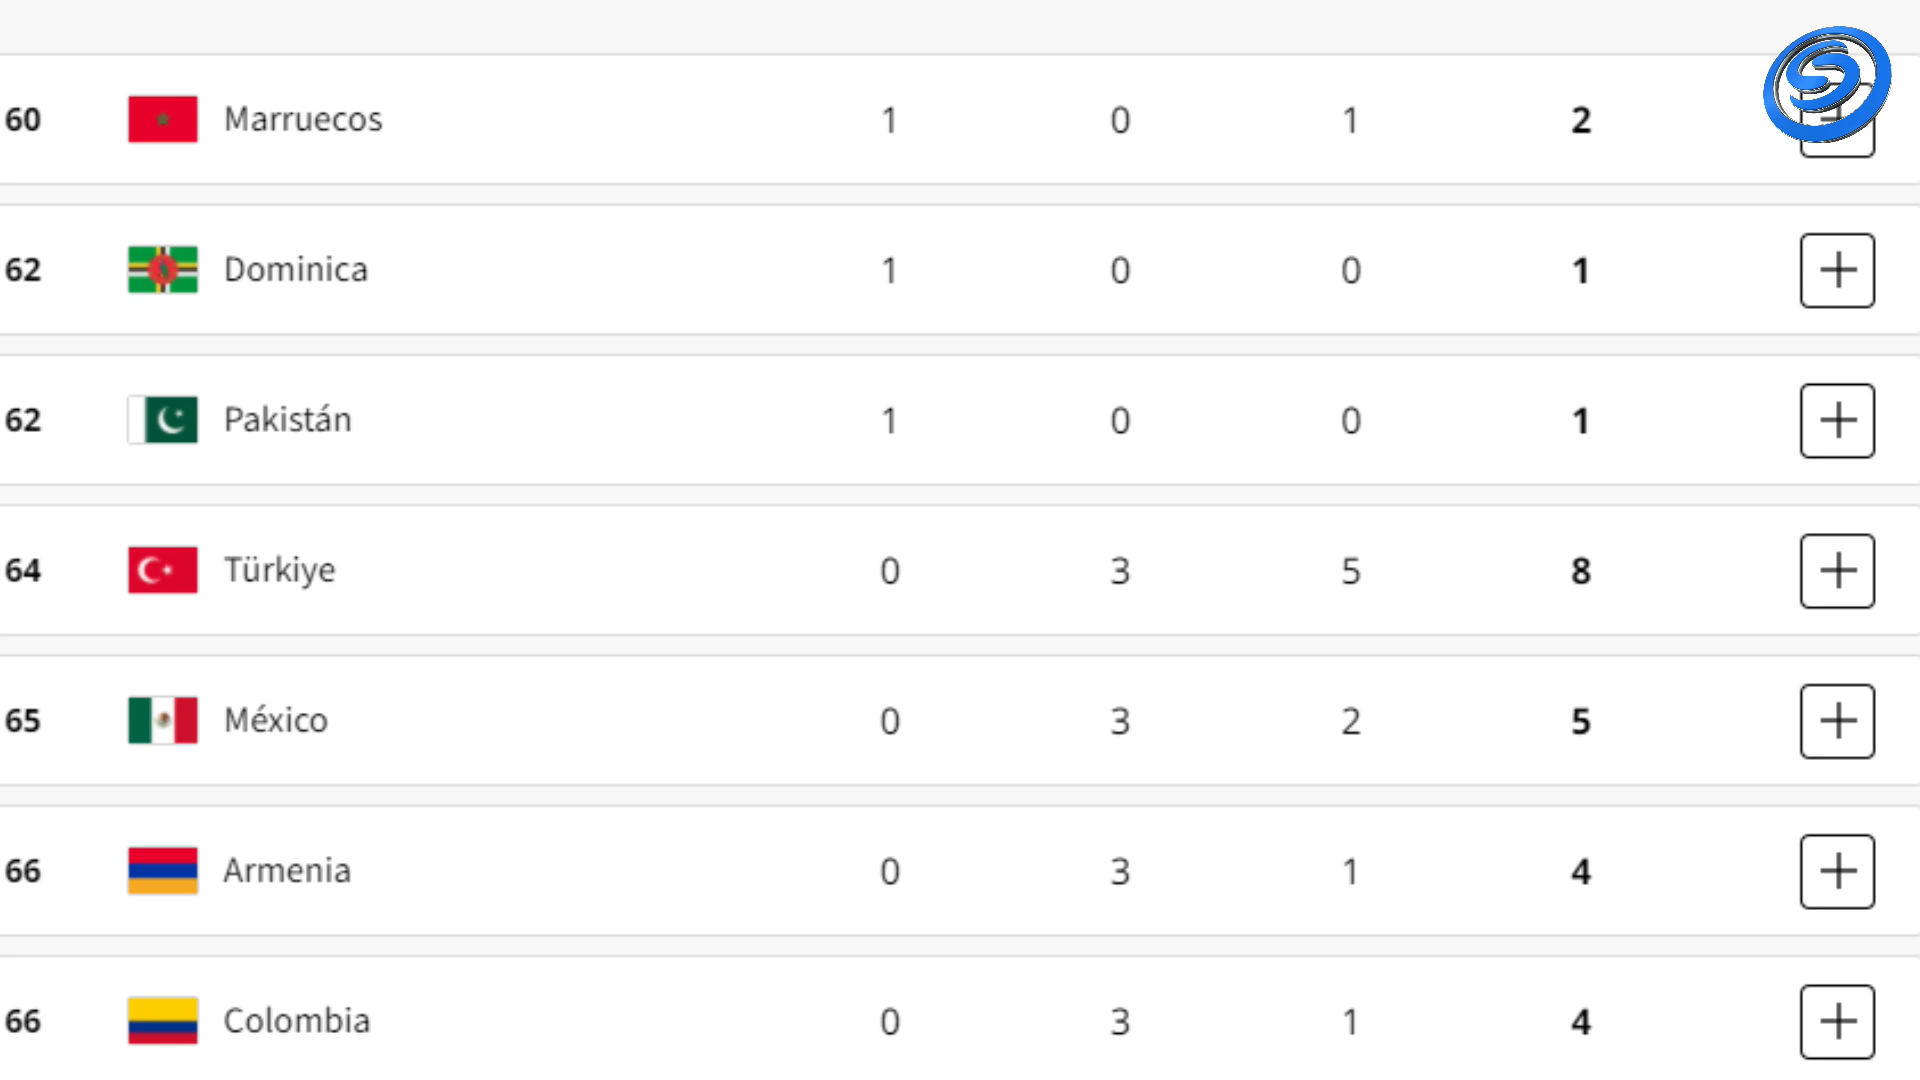 60 Marruecos 1 0 1 2
62 Dominica 1 0 0 1
62 Pakistán 1 0 0 1
64 Türkiye 0 3 5 8
65 México 0 3 2 5
66 Armenia 0 3 1 4
66 Colombia 0 3 1 4